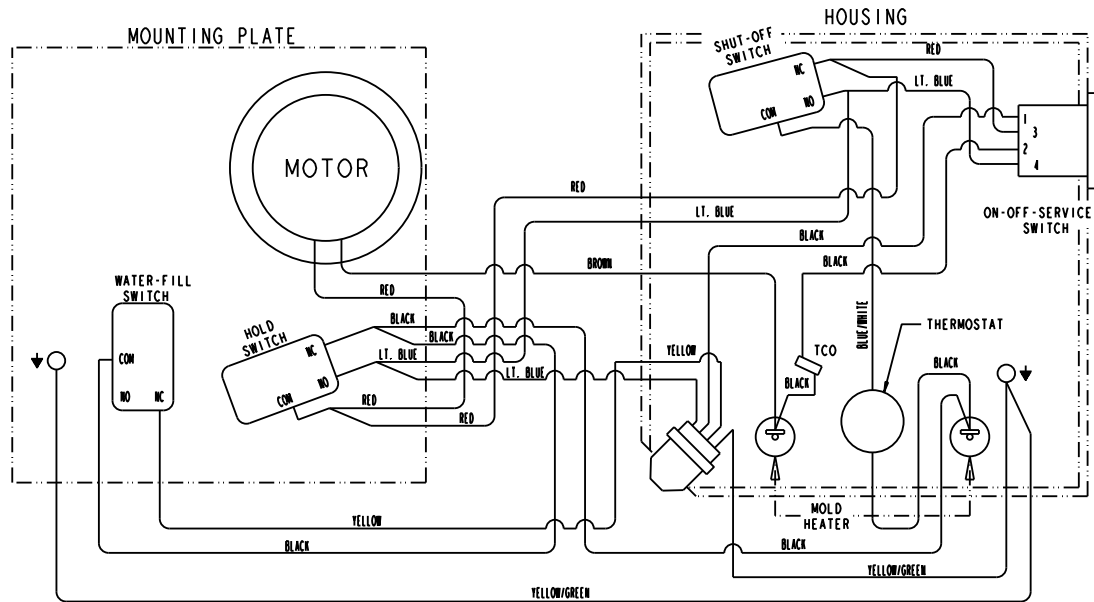 HOUSING
MOUNTING PLATE
SHUT-OFF
SWITCH
RED
NC
LT. BLUE
NO
COM
1
3
2
4
MOTOR
RED
LT. BLUE
ON-OFF-SERVICE
SWITCH
BLACK
BROWN
BLACK
WATER-FILL
SWITCH
RED
BLACK
BLACK
HOLD
SWITCH
NC
LT. BLUE
NO
LT. BLUE
COM
RED
RED
YELLOW
BLUE/WHITE
THERMOSTAT
TCO
BLACK
BLACK
COM
NO
NC
MOLD
HEATER
YELLOW
BLACK
BLACK
YELLOW/GREEN
YELLOW/GREEN